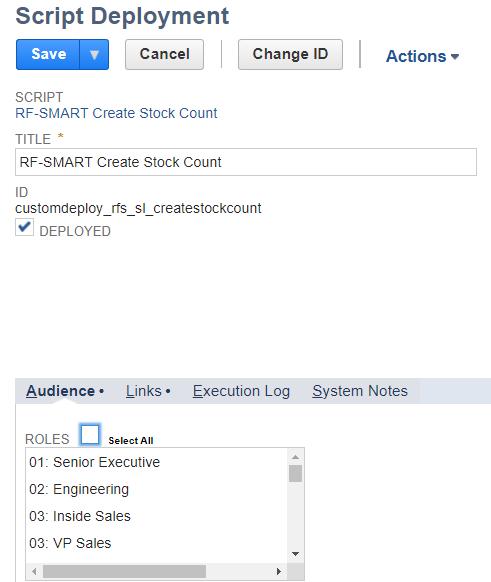 Script Deployment
Save Cancel Change ID Actions
SCRIPT
RF-SMART Create Stock Count
TITLE *
RF-SMART Create Stock Count
ID
customdeploy_rfs_sl_createstockcount
DEPLOYED
Audience • Links • Execution Log System Notes
ROLES Select All
01: Senior Executive
02: Engineering
03: Inside Sales
03: VP Sales